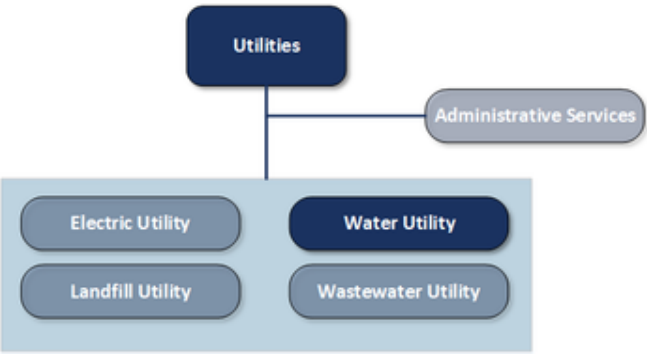 Utilities
Administrative Services
Electric Utility
Water Utility
Landfill Utility
Wastewater Utility